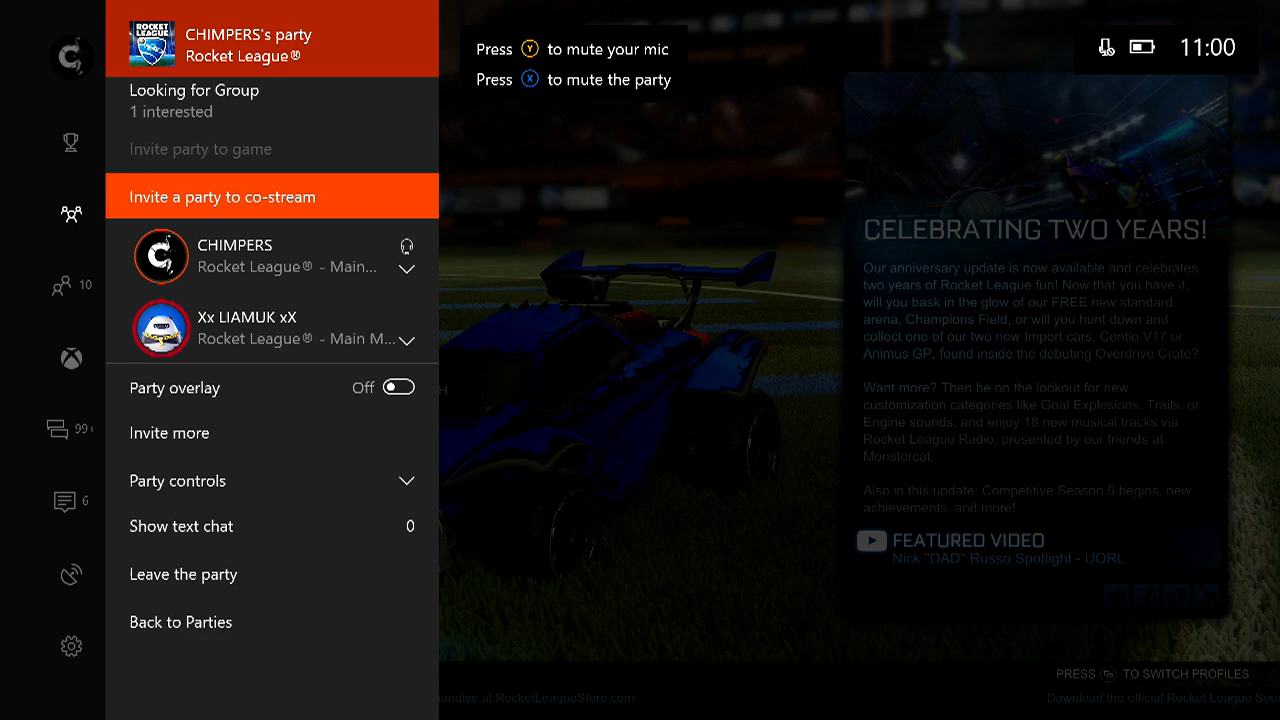 ROCKET
LEAGUE
CHIMPERS's party
Rocket League®
Looking for Group
1 interested
Invite party to game
Invite a party to co-stream
CHIMPERS
Rocket League® - Main...
Xx LIAMUK xX
Rocket League® - Main M...
Party overlay Off
Invite more
Party controls
Show text chat 0
Leave the party
Back to Parties
10
99+
6
Press Y to mute your mic
Press X to mute the party
11:00
CELEBRATING TWO YEARS!
Our anniversary update is now available and celebrates
two years of Rocket League fun! Now that you have it,
will you bask in the glow of our FREE new standard
arena, Champions Field, or will you hunt down and
collect one of our two new Import cars, Centio V17 or
Animus GP, found inside the debuting Overdrive Crate?
Want more? Then be on the lookout for new
customization categories like Goal Explosions, Trails, or
Engine sounds, and enjoy 18 new musical tracks via
Rocket League Radio, presented by our friends at
Monstercat.
Also in this update: Competitive Season 5 begins, new
achievements, and more!
FEATURED VIDEO
Nick "DAD" Russo Spotlight - UORL
PRESS TO SWITCH PROFILES
andise at RocketLeagueStore.com
Download the official Rocket League Sou